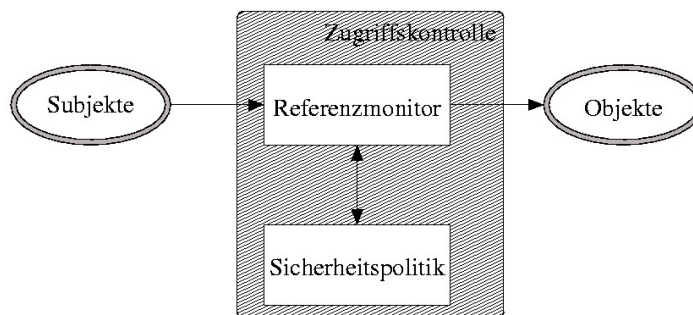 Zugriffskontrolle
Subjekte
Referenzmonitor
Objekte
Sicherheitspolitik